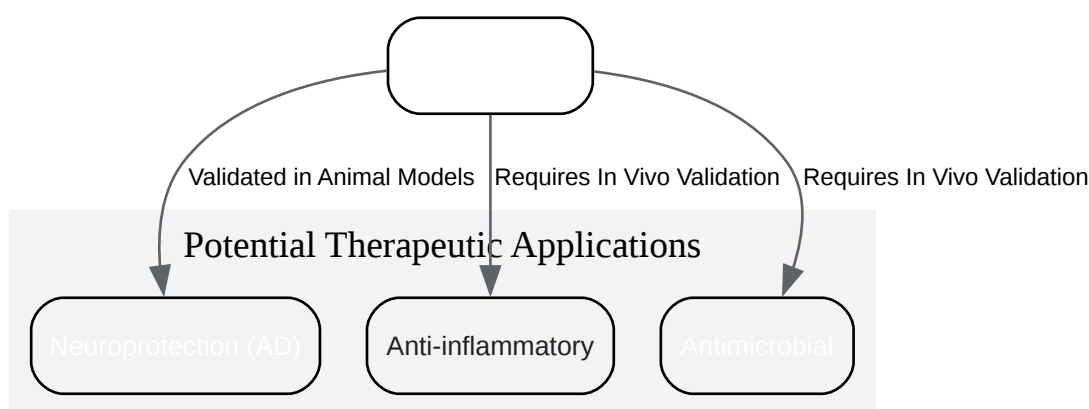 Validated in Animal Models
Requires In Vivo Validation
Requires In Vivo Validation
Potential Therapeutic Applications
Neuroprotection (AD)
Anti-inflammatory
Antimicrobial